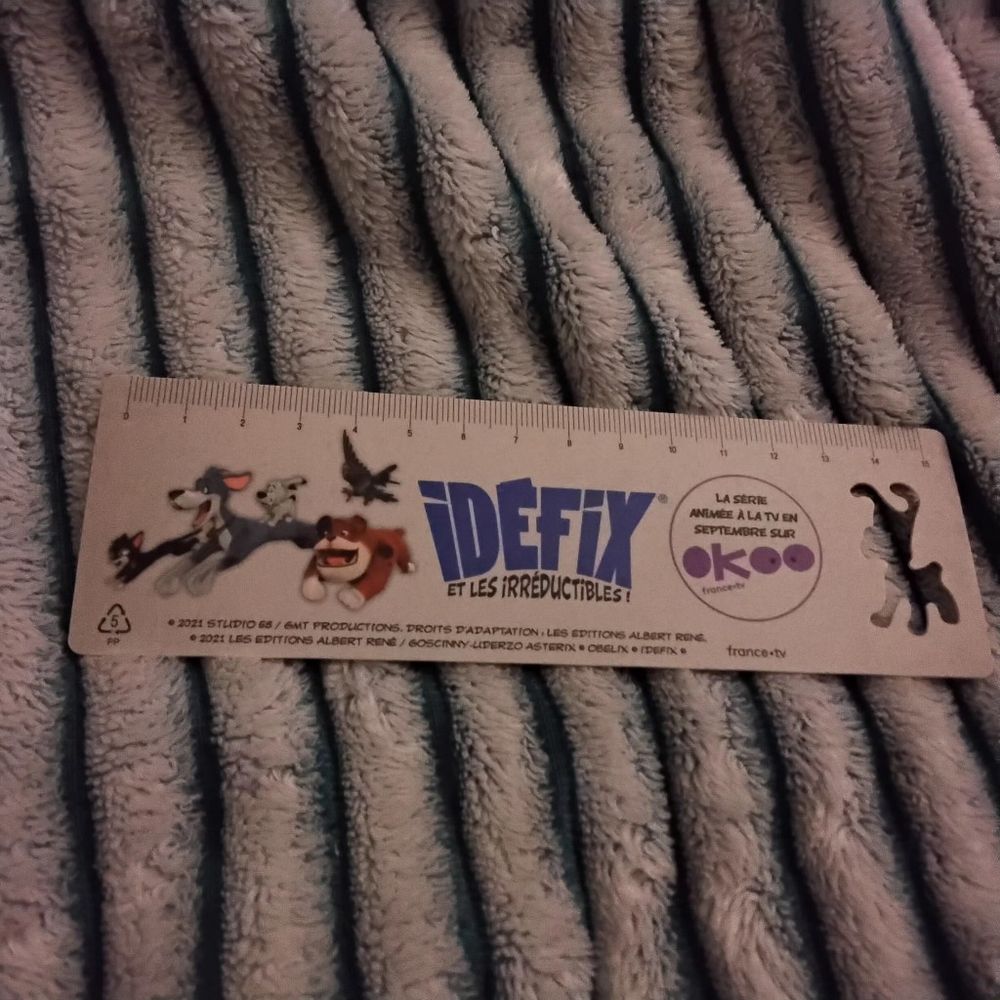 0 1 2 3 4 5 6 7 8 9 10 11 12 13 14 15
iDÉFiX®
ET LES iRRÉDUCTiBLES !
LA SÉRIE
ANIMÉE À LA TV EN
SEPTEMBRE SUR
OKOO
france•tv
5
PP
© 2021 STUDIO 58 / GMT PRODUCTIONS. DROITS D'ADAPTATION : LES EDITIONS ALBERT RENÉ.
© 2021 LES EDITIONS ALBERT RENÉ / GOSCINNY-UDERZO ASTERIX ® OBELIX ® IDEFIX ®
france•tv